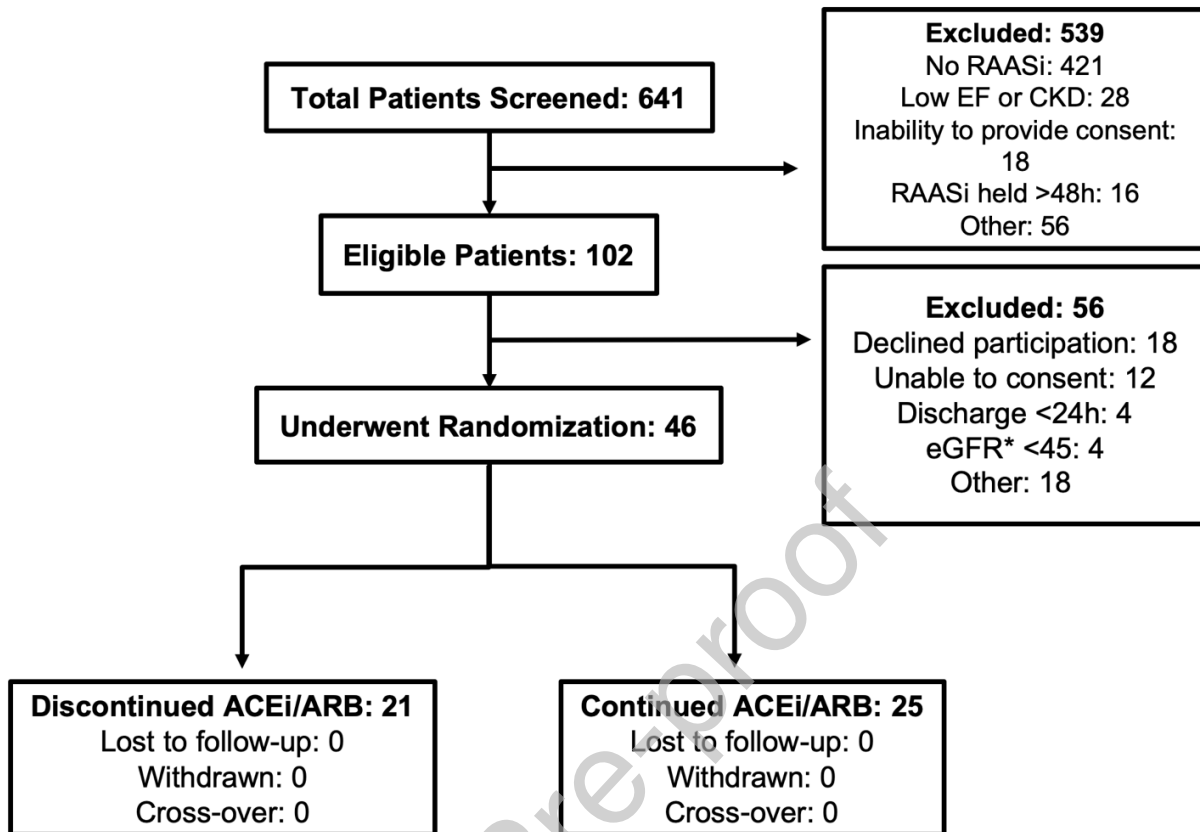 Total Patients Screened: 641
Excluded: 539
No RAASi: 421
Low EF or CKD: 28
Inability to provide consent:
18
RAASi held >48h: 16
Other: 56
Eligible Patients: 102
Excluded: 56
Declined participation: 18
Unable to consent: 12
Discharge <24h: 4
eGFR* <45: 4
Other: 18
Underwent Randomization: 46
Discontinued ACEi/ARB: 21
Lost to follow-up: 0
Withdrawn: 0
Cross-over: 0
Continued ACEi/ARB: 25
Lost to follow-up: 0
Withdrawn: 0
Cross-over: 0
re-proof